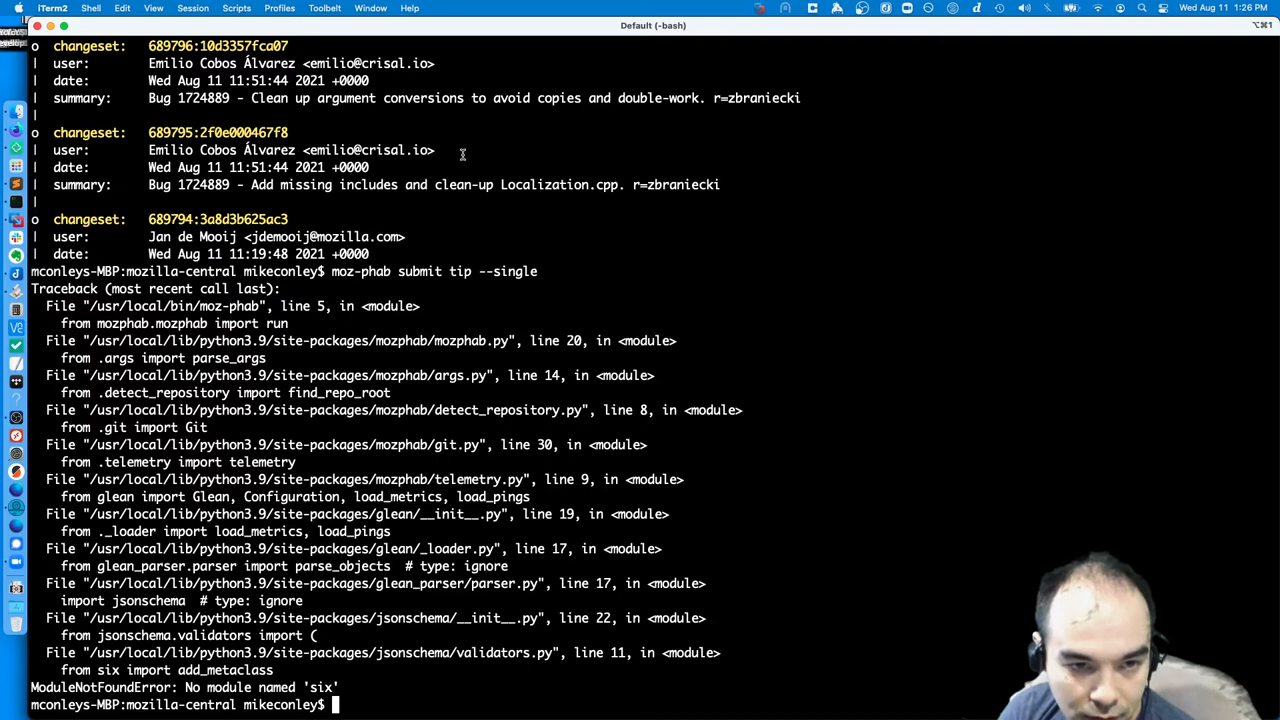 iTerm2 Shell Edit View Session Scripts Profiles Toolbelt Window Help Wed Aug 11 1:26 PM
Default (-bash) ⌥⌘1
o changeset: 689796:10d3357fca07
| user: Emilio Cobos Álvarez <emilio@crisal.io>
| date: Wed Aug 11 11:51:44 2021 +0000
| summary: Bug 1724889 - Clean up argument conversions to avoid copies and double-work. r=zbraniecki
|
o changeset: 689795:2f0e000467f8
| user: Emilio Cobos Álvarez <emilio@crisal.io>
| date: Wed Aug 11 11:51:44 2021 +0000
| summary: Bug 1724889 - Add missing includes and clean-up Localization.cpp. r=zbraniecki
|
o changeset: 689794:3a8d3b625ac3
| user: Jan de Mooij <jdemooij@mozilla.com>
| date: Wed Aug 11 11:19:48 2021 +0000
mconleys-MBP:mozilla-central mikeconley$ moz-phab submit tip --single
Traceback (most recent call last):
File "/usr/local/bin/moz-phab", line 5, in <module>
from mozphab.mozphab import run
File "/usr/local/lib/python3.9/site-packages/mozphab/mozphab.py", line 20, in <module>
from .args import parse_args
File "/usr/local/lib/python3.9/site-packages/mozphab/args.py", line 14, in <module>
from .detect_repository import find_repo_root
File "/usr/local/lib/python3.9/site-packages/mozphab/detect_repository.py", line 8, in <module>
from .git import Git
File "/usr/local/lib/python3.9/site-packages/mozphab/git.py", line 30, in <module>
from .telemetry import telemetry
File "/usr/local/lib/python3.9/site-packages/mozphab/telemetry.py", line 9, in <module>
from glean import Glean, Configuration, load_metrics, load_pings
File "/usr/local/lib/python3.9/site-packages/glean/__init__.py", line 19, in <module>
from ._loader import load_metrics, load_pings
File "/usr/local/lib/python3.9/site-packages/glean/_loader.py", line 17, in <module>
from glean_parser.parser import parse_objects # type: ignore
File "/usr/local/lib/python3.9/site-packages/glean_parser/parser.py", line 17, in <module>
import jsonschema # type: ignore
File "/usr/local/lib/python3.9/site-packages/jsonschema/__init__.py", line 22, in <module>
from jsonschema.validators import (
File "/usr/local/lib/python3.9/site-packages/jsonschema/validators.py", line 11, in <module>
from six import add_metaclass
ModuleNotFoundError: No module named 'six'
mconleys-MBP:mozilla-central mikeconley$